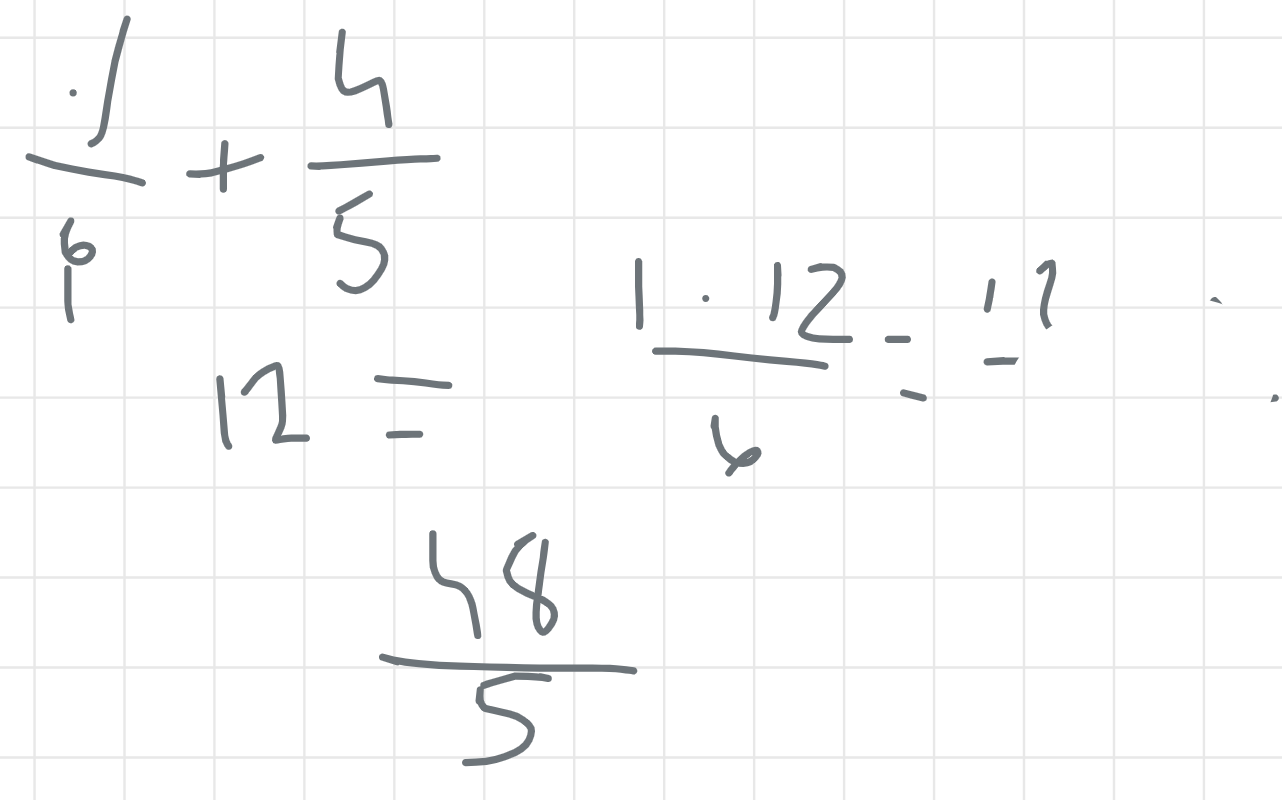 1/6 + 4/5
1 · 12 / 6 =
12 =
48/5